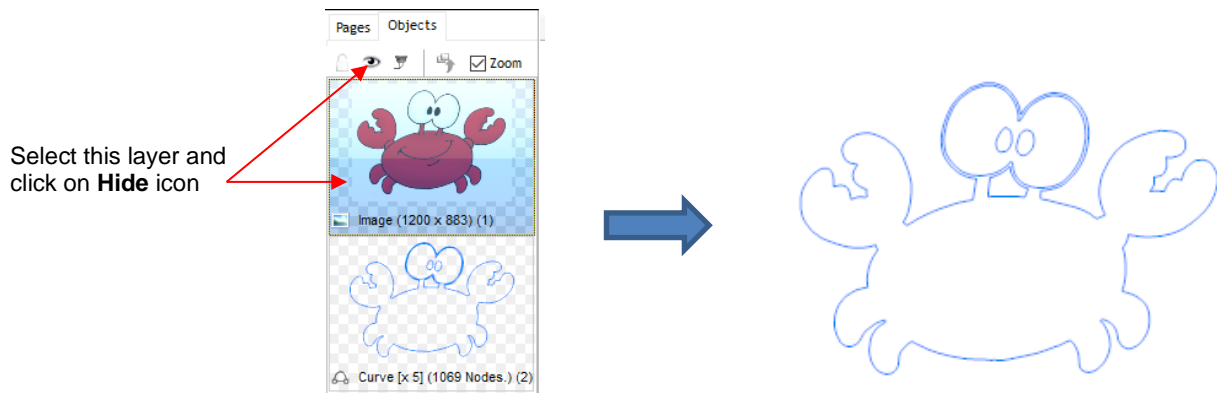 Pages Objects
Zoom
Select this layer and
click on Hide icon
Image (1200 x 883) (1)
Curve [x 5] (1069 Nodes.) (2)